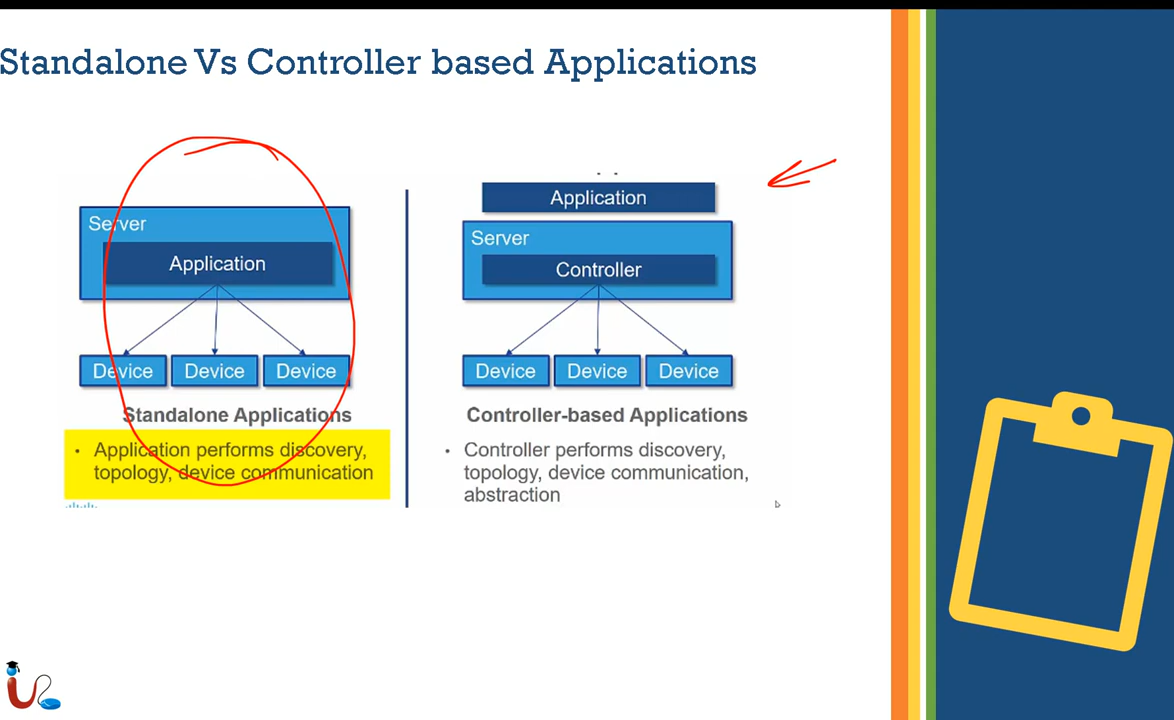 Standalone Vs Controller based Applications
Server
Application
Device Device Device
Standalone Applications
• Application performs discovery,
topology, device communication
Application
Server
Controller
Device Device Device
Controller-based Applications
• Controller performs discovery,
topology, device communication,
abstraction